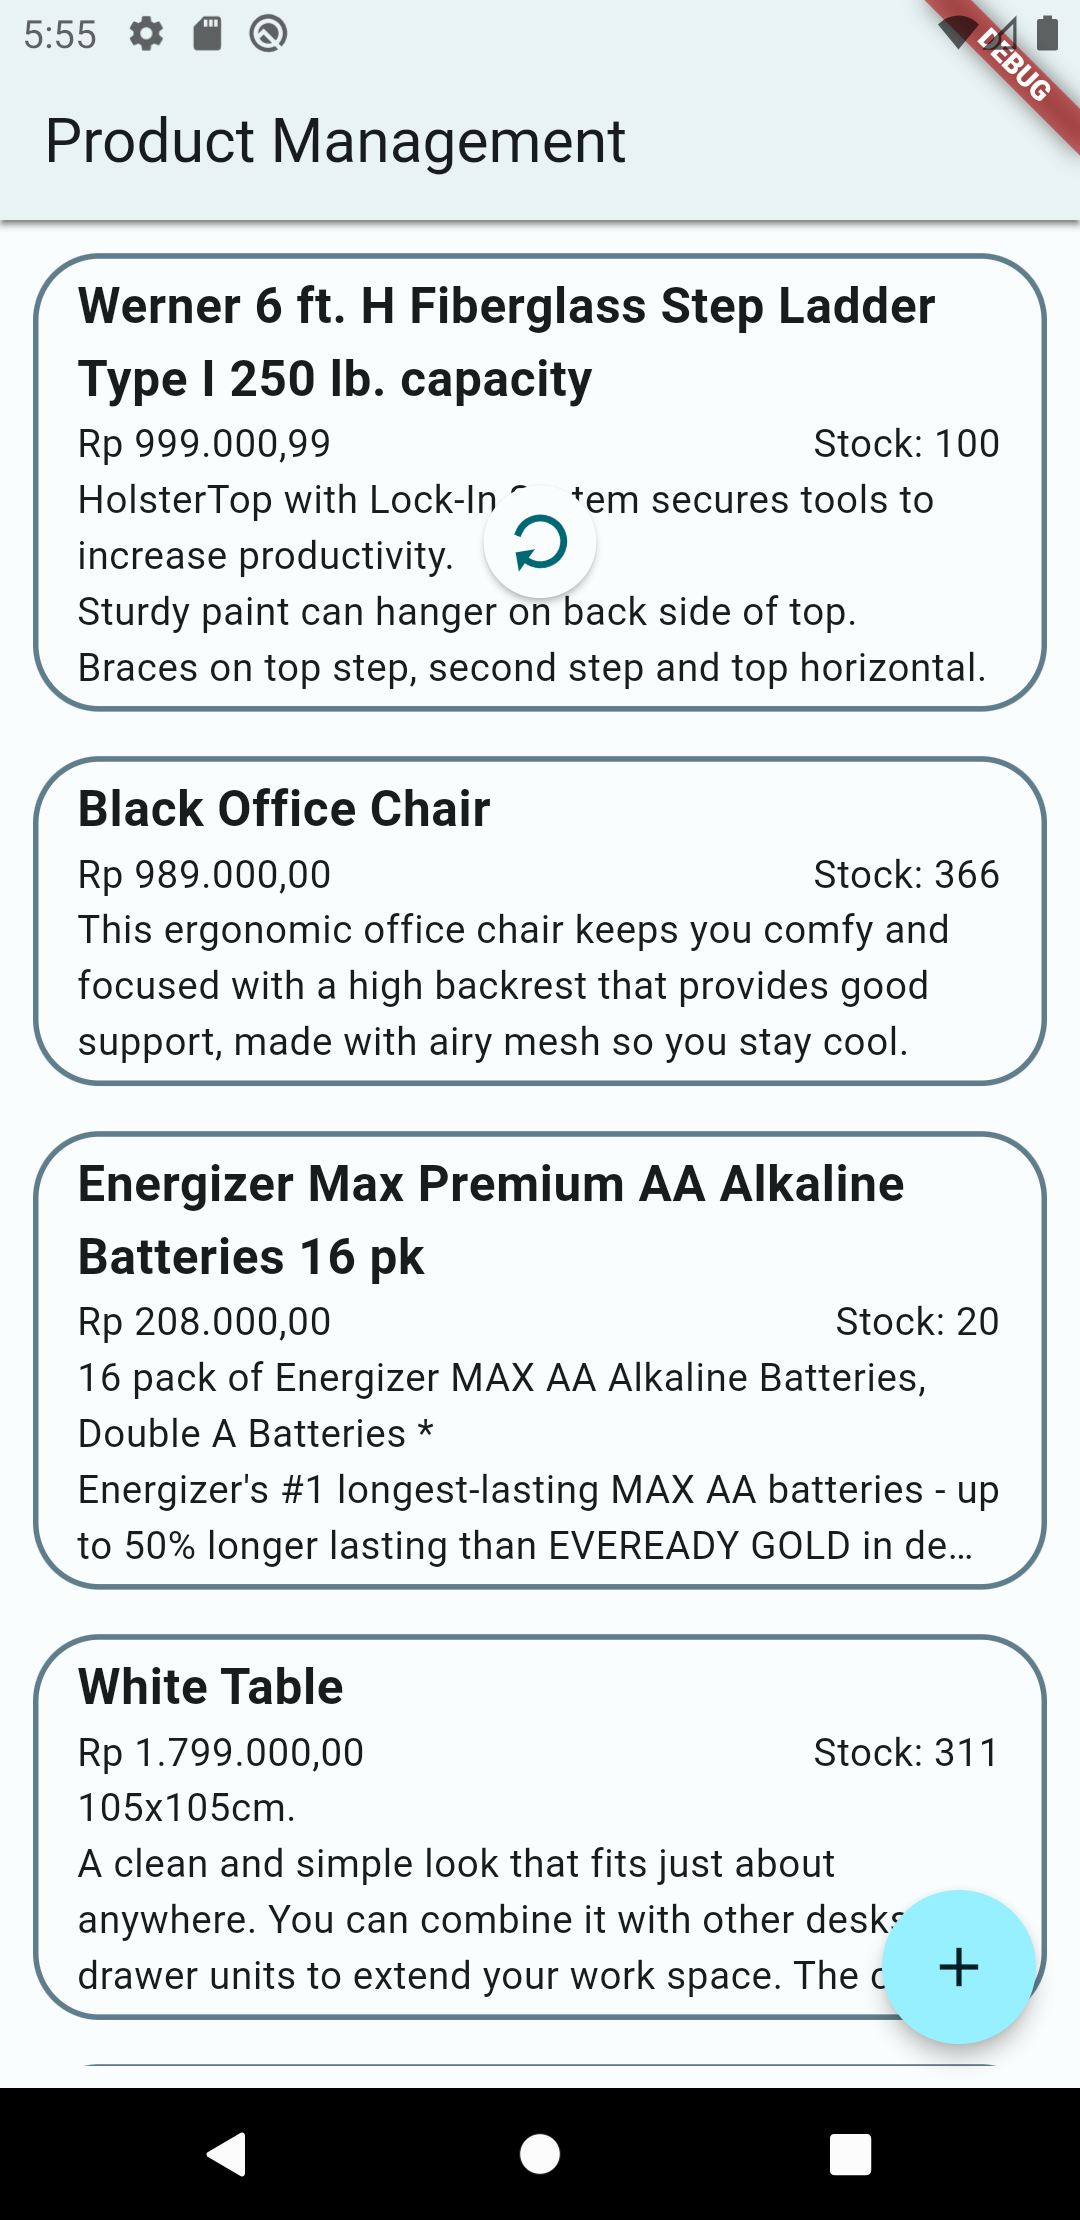 5:55
DEBUG
Product Management
Werner 6 ft. H Fiberglass Step Ladder
Type I 250 lb. capacity
Rp 999.000,99 Stock: 100
HolsterTop with Lock-In secures tools to
increase productivity.
Sturdy paint can hanger on back side of top.
Braces on top step, second step and top horizontal.
Black Office Chair
Rp 989.000,00 Stock: 366
This ergonomic office chair keeps you comfy and
focused with a high backrest that provides good
support, made with airy mesh so you stay cool.
Energizer Max Premium AA Alkaline
Batteries 16 pk
Rp 208.000,00 Stock: 20
16 pack of Energizer MAX AA Alkaline Batteries,
Double A Batteries *
Energizer's #1 longest-lasting MAX AA batteries - up
to 50% longer lasting than EVEREADY GOLD in de...
White Table
Rp 1.799.000,00 Stock: 311
105x105cm.
A clean and simple look that fits just about
anywhere. You can combine it with other desks
drawer units to extend your work space. The